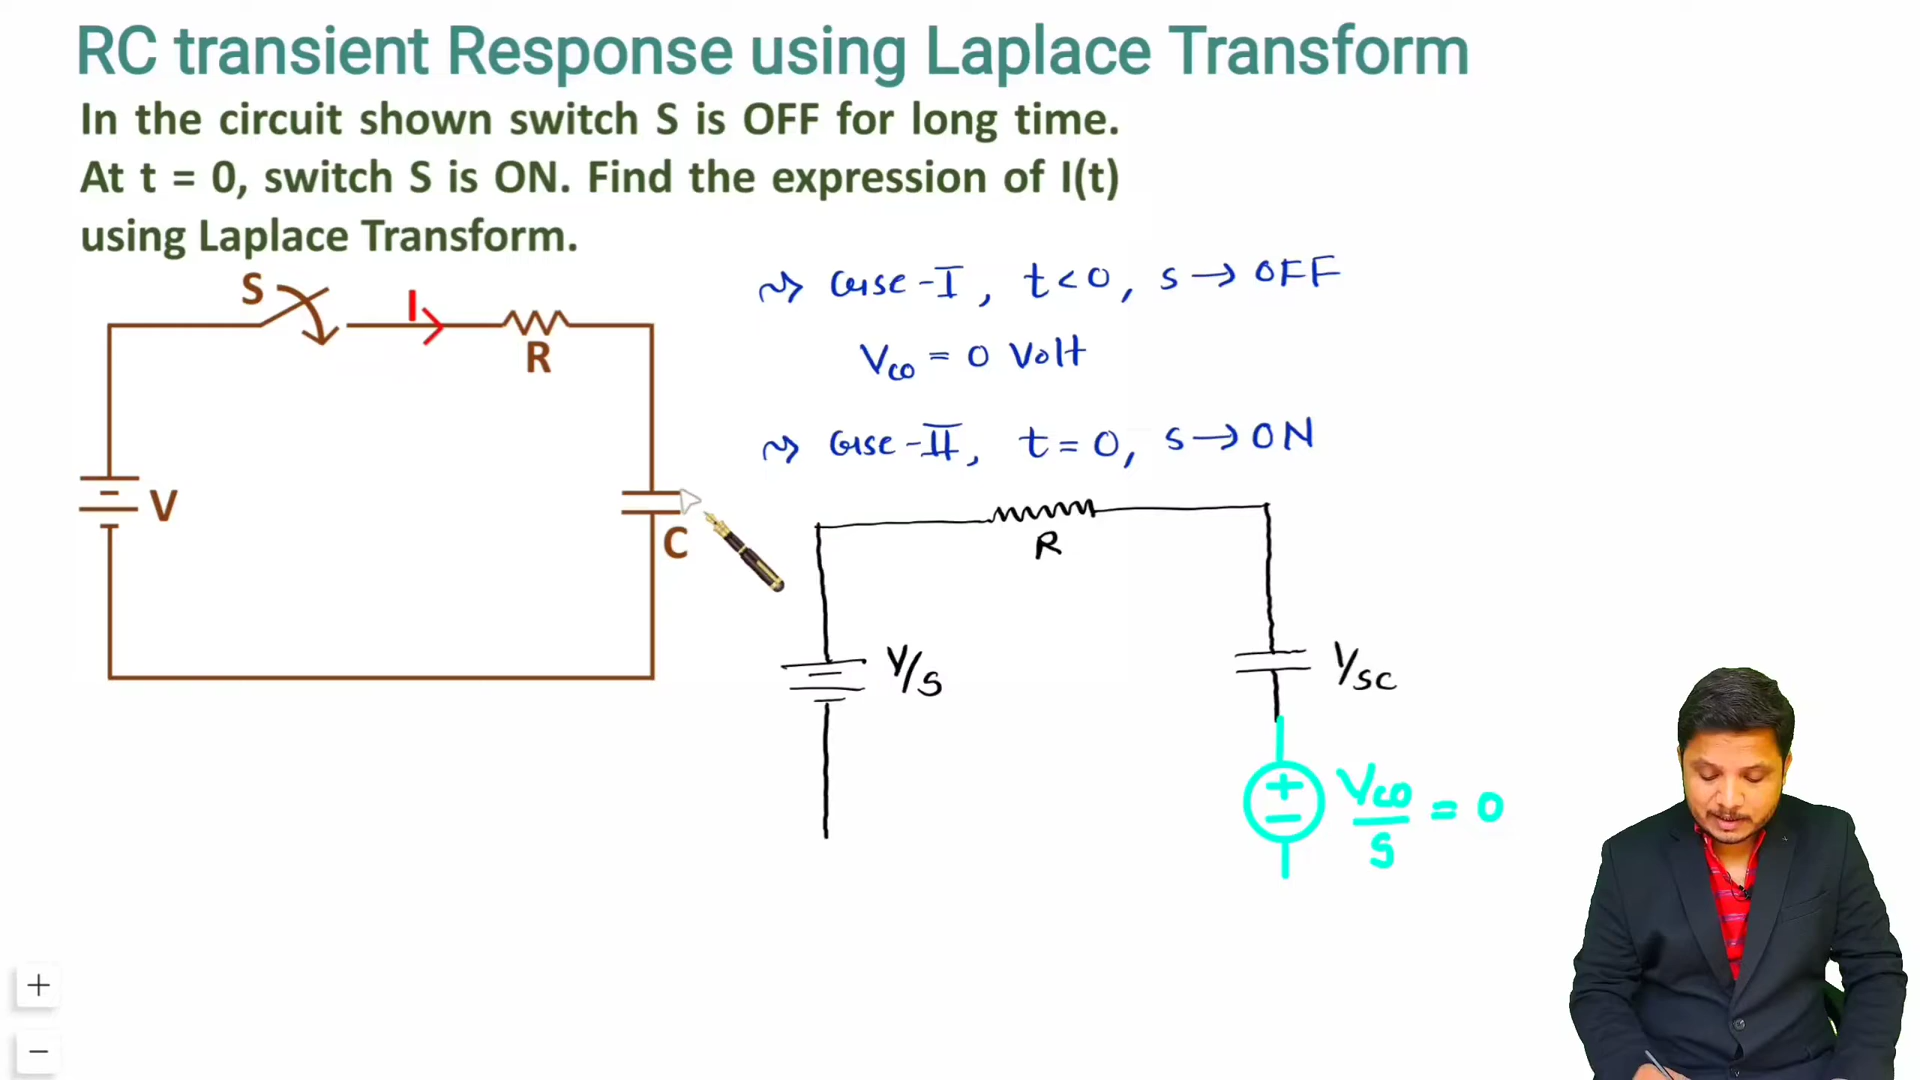 RC transient Response using Laplace Transform
In the circuit shown switch S is OFF for long time.
At t = 0, switch S is ON. Find the expression of I(t)
using Laplace Transform.
S
I
R
V
C
Case-I, t<0, S→OFF
Vco = 0 Volt
Case-II, t=0, S→ON
R
V/s
1/sc
+
-
Vco/s = 0
+
−